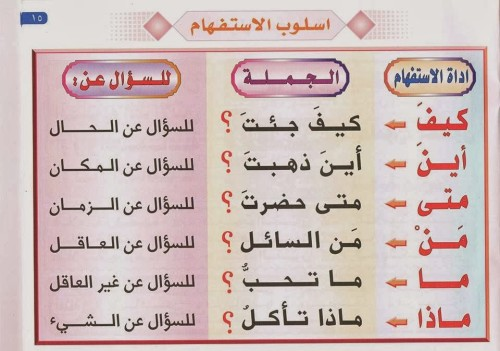 ١٥
اسلوب الاستفهام
اداة الاستفهام الجملة للسؤال عن:
كيفَ كيفَ جئتَ ؟ للسؤال عن الحال
أينَ أينَ ذهبتَ ؟ للسؤال عن المكان
متى متى حضرتَ ؟ للسؤال عن الزمان
مَنْ مَن السائل ؟ للسؤال عن العاقل
ما ما تحبُّ ؟ للسؤال عن غير العاقل
ماذا ماذا تأكلُ ؟ للسؤال عن الشيء